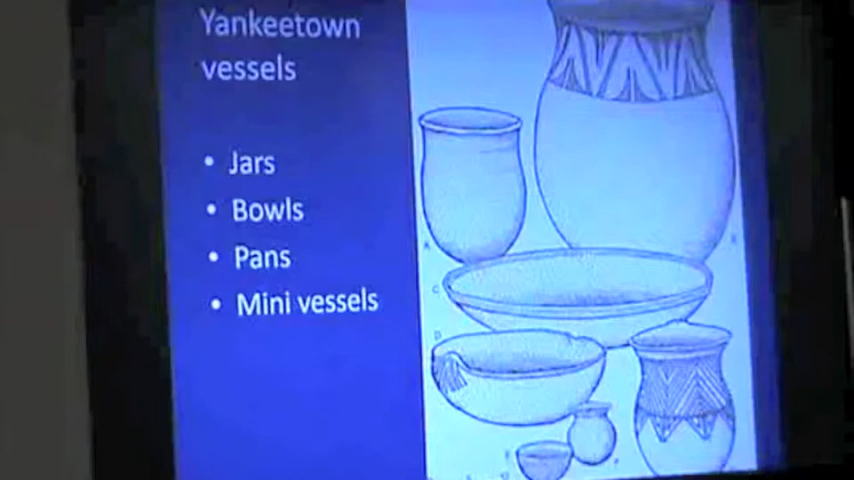 Yankeetown
vessels
• Jars
• Bowls
• Pans
• Mini vessels
A
C
D